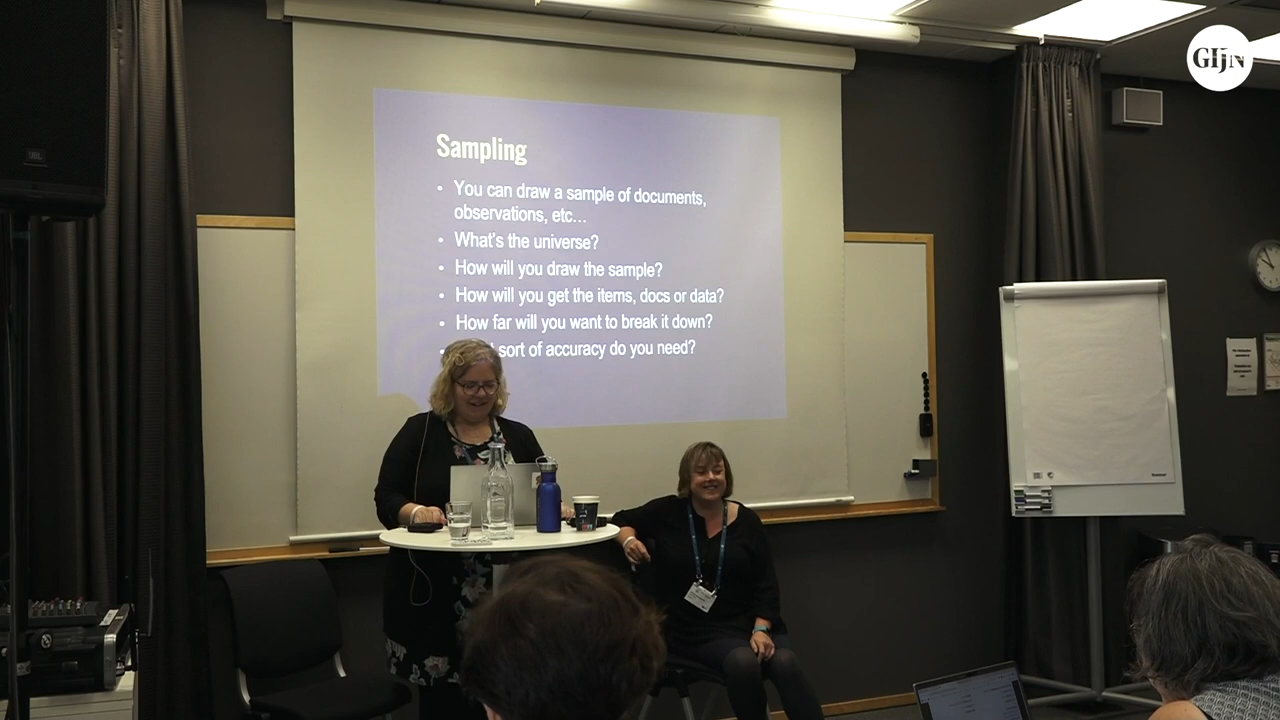 GIJN
Sampling
• You can draw a sample of documents,
observations, etc...
• What's the universe?
• How will you draw the sample?
• How will you get the items, docs or data?
• How far will you want to break it down?
• sort of accuracy do you need?
JBL